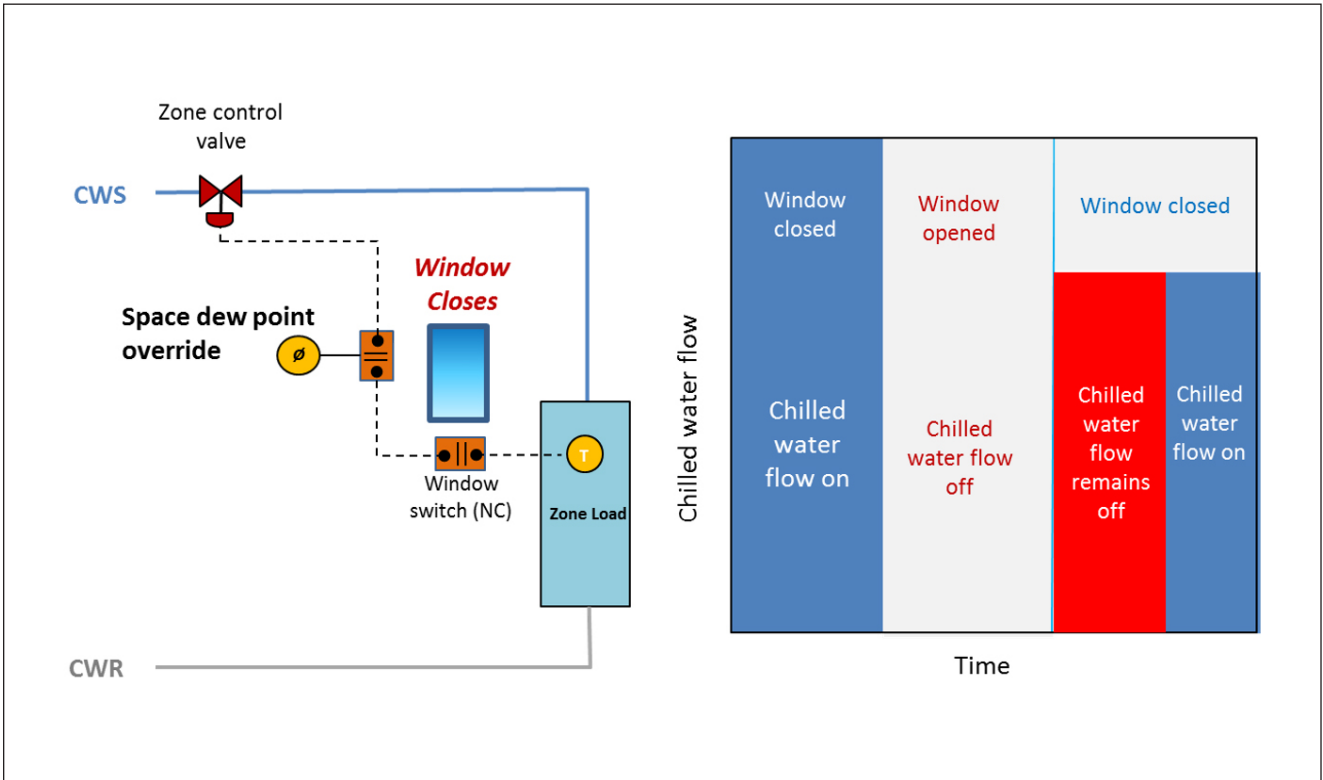 Zone control
valve
CWS
Window
Closes
Space dew point
override
ø
T
Window
switch (NC)
Zone Load
CWR
Chilled water flow
Window
closed
Window
opened
Window closed
Chilled
water
flow on
Chilled
water flow
off
Chilled
water
flow
remains
off
Chilled
water
flow on
Time